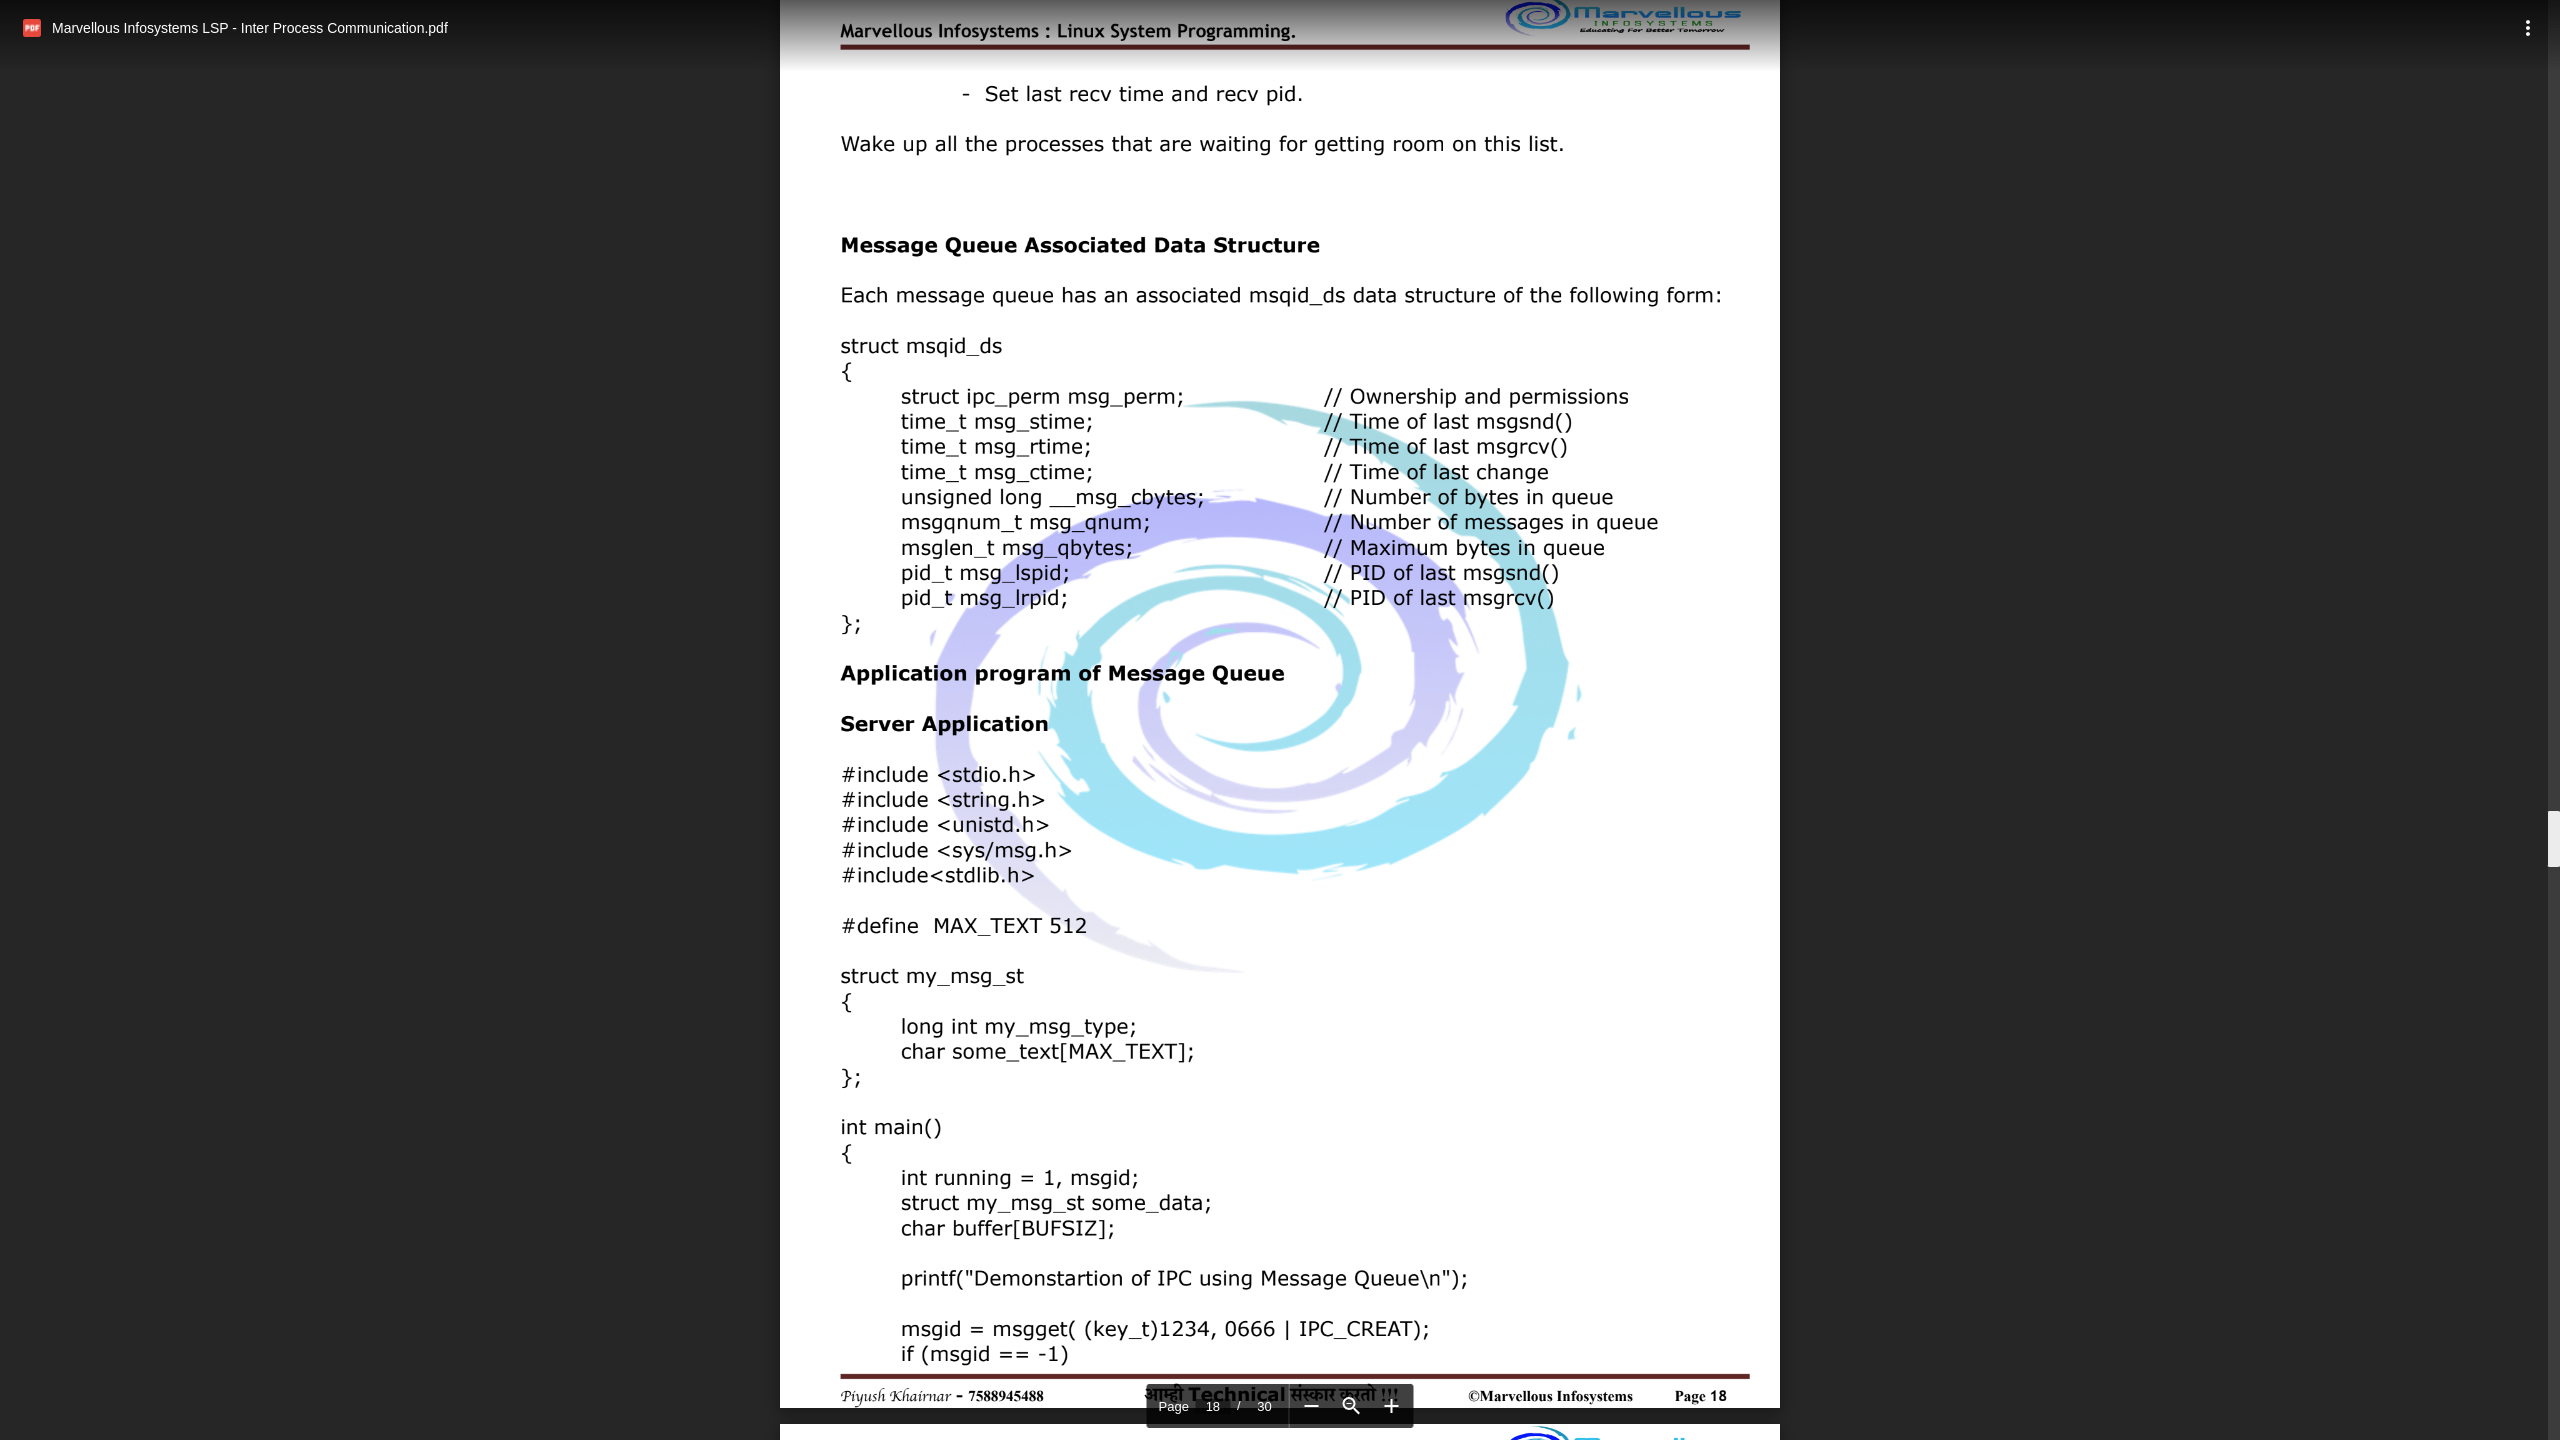 Marvellous Infosystems LSP - Inter Process Communication.pdf
Marvellous Infosystems : Linux System Programming.
Marvellous
INFOSYSTEMS
Educating For Better Tomorrow
- Set last recv time and recv pid.
Wake up all the processes that are waiting for getting room on this list.
Message Queue Associated Data Structure
Each message queue has an associated msqid_ds data structure of the following form:
struct msqid_ds
{
struct ipc_perm msg_perm; // Ownership and permissions
time_t msg_stime; // Time of last msgsnd()
time_t msg_rtime; // Time of last msgrcv()
time_t msg_ctime; // Time of last change
unsigned long __msg_cbytes; // Number of bytes in queue
msgqnum_t msg_qnum; // Number of messages in queue
msglen_t msg_qbytes; // Maximum bytes in queue
pid_t msg_lspid; // PID of last msgsnd()
pid_t msg_lrpid; // PID of last msgrcv()
};
Application program of Message Queue
Server Application
#include <stdio.h>
#include <string.h>
#include <unistd.h>
#include <sys/msg.h>
#include<stdlib.h>
#define  MAX_TEXT 512
struct my_msg_st
{
long int my_msg_type;
char some_text[MAX_TEXT];
};
int main()
{
int running = 1, msgid;
struct my_msg_st some_data;
char buffer[BUFSIZ];
printf("Demonstartion of IPC using Message Queue\n");
msgid = msgget( (key_t)1234, 0666 | IPC_CREAT);
if (msgid == -1)
Piyush Khairnar - 7588945488 आम्ही Technical संस्कार करतो !!! ©Marvellous Infosystems Page 18
Page 18 / 30